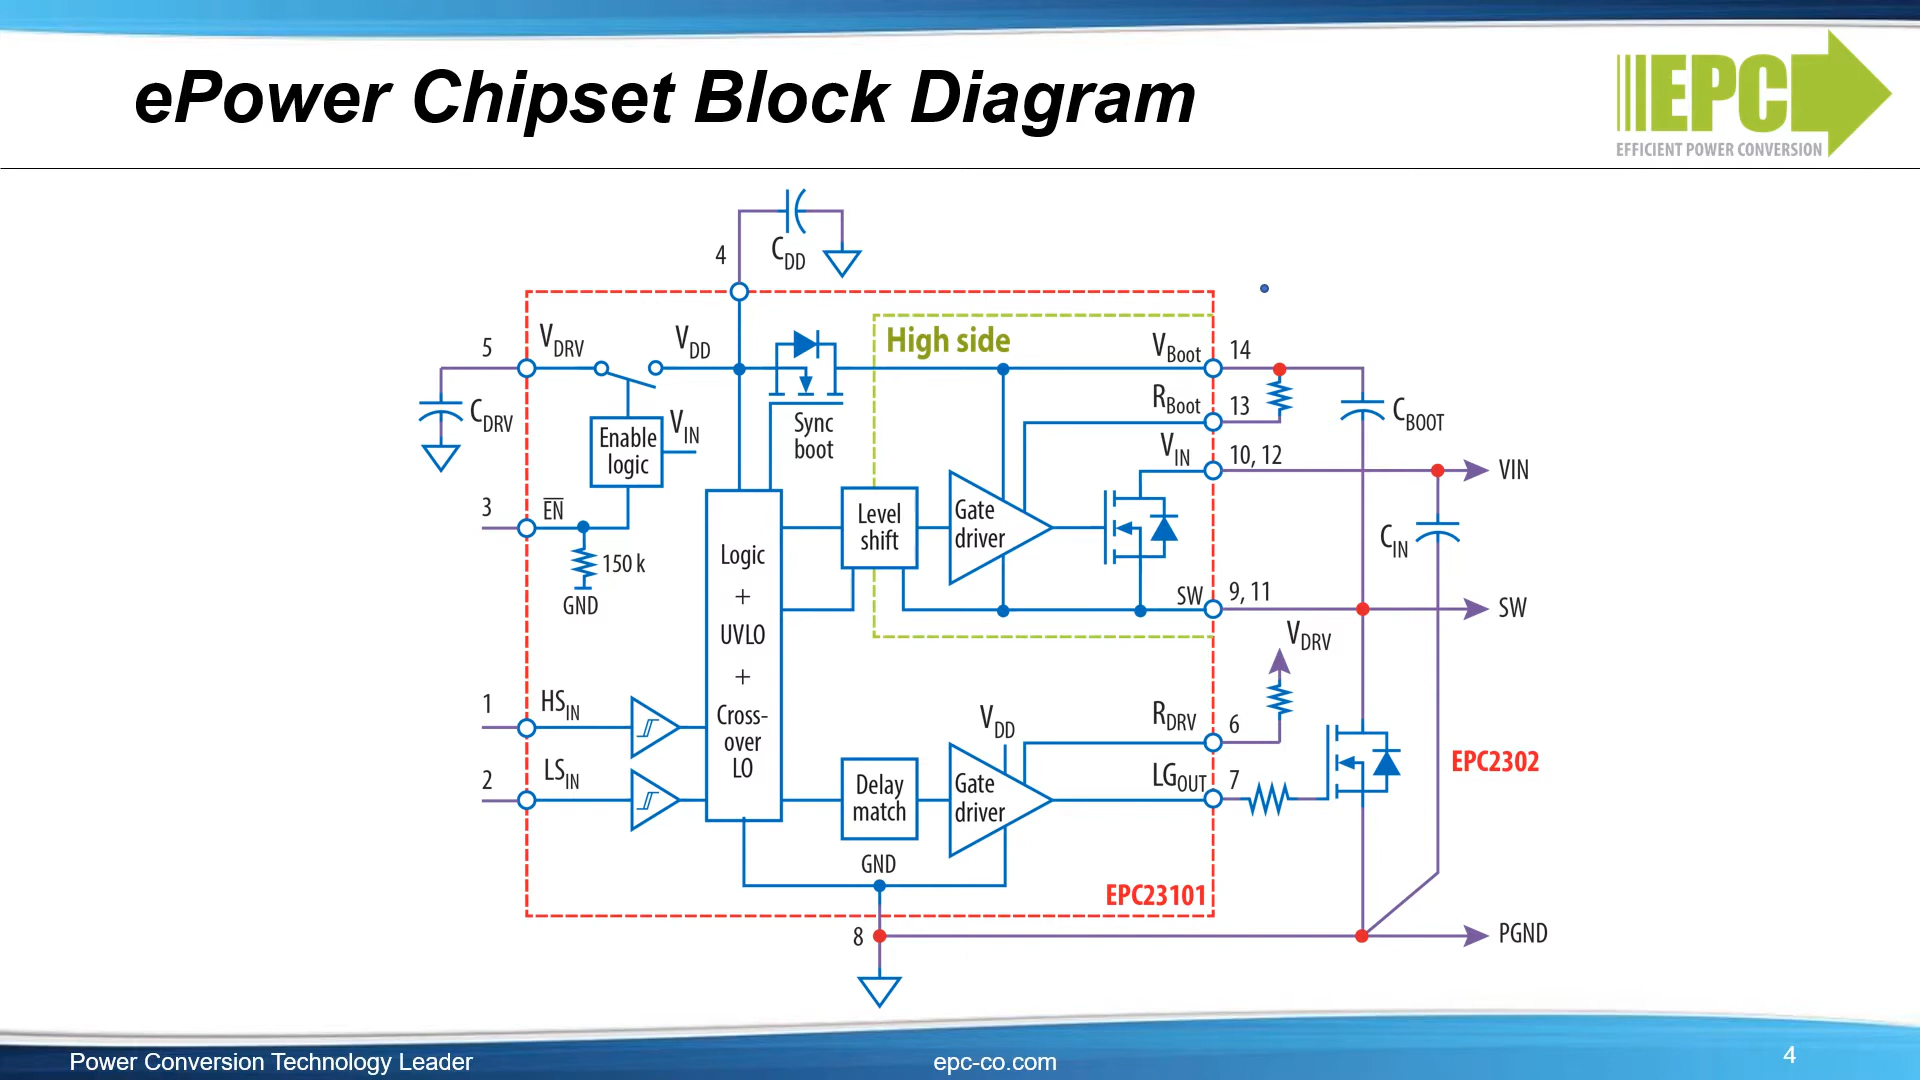 ePower Chipset Block Diagram
EPC
EFFICIENT POWER CONVERSION
4
CDD
5
VDRV
VDD
High side
VBoot
14
CDRV
Enable
logic
VIN
Sync
boot
RBoot
13
CBOOT
VIN
10, 12
VIN
3
EN
150 k
GND
Level
shift
Gate
driver
CIN
Logic
+
UVLO
+
Cross-
over
LO
SW
9, 11
SW
VDRV
1
HSIN
2
LSIN
VDD
RDRV
6
Delay
match
Gate
driver
LGOUT
7
EPC2302
GND
EPC23101
8
PGND
Power Conversion Technology Leader
epc-co.com
4